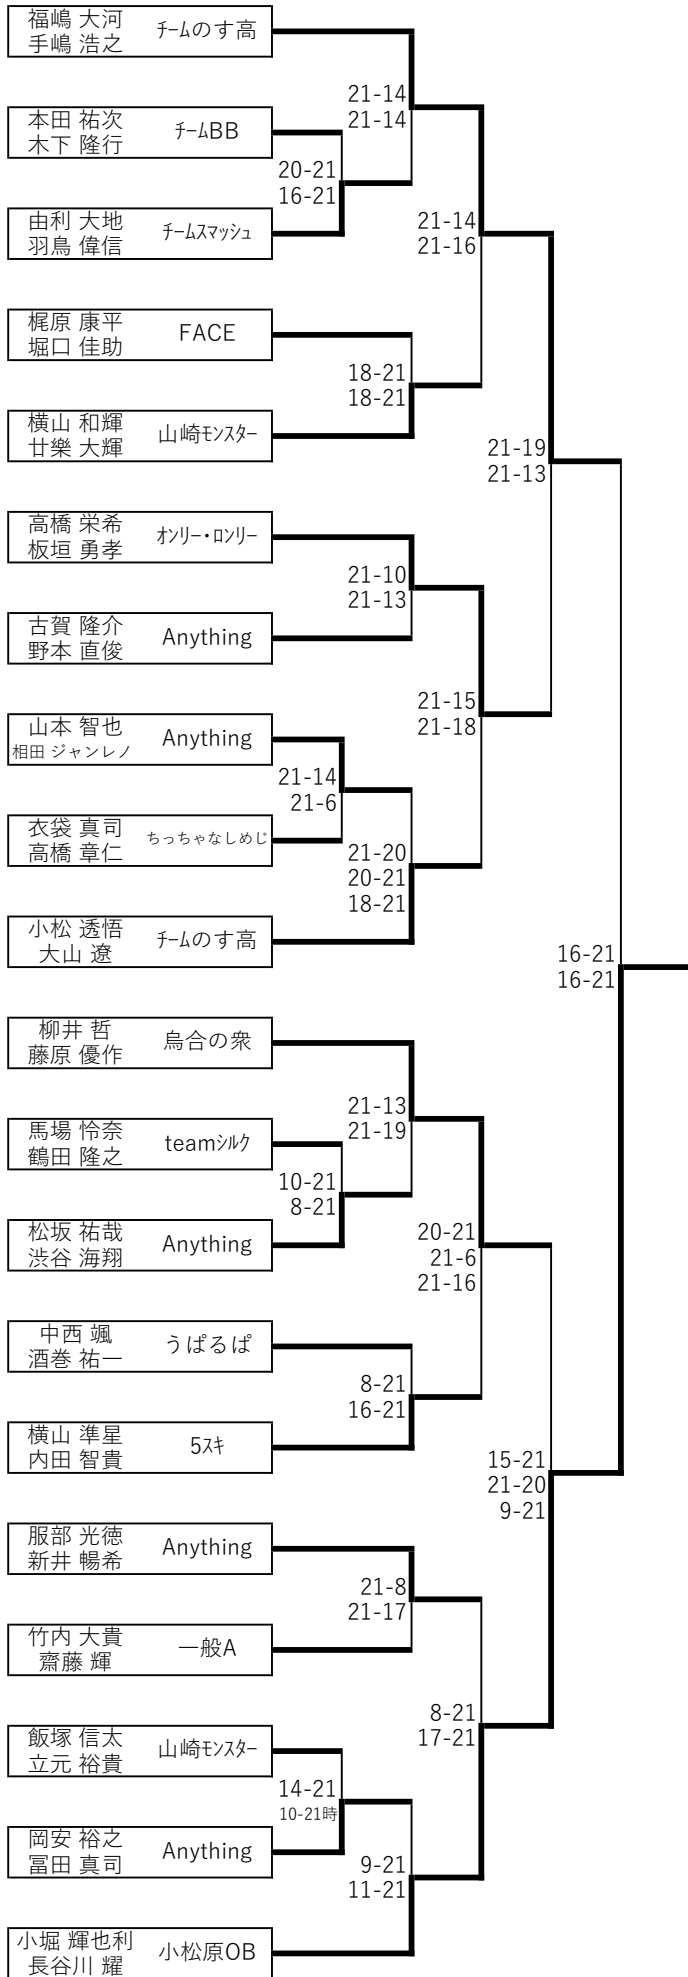 福嶋 大河
手嶋 浩之
ﾁｰﾑのす高
21-14
21-14
本田 祐次
木下 隆行
ﾁｰﾑBB
20-21
16-21
由利 大地
羽鳥 偉信
ﾁｰﾑｽﾏｯｼｭ
21-14
21-16
梶原 康平
堀口 佳助
FACE
18-21
18-21
横山 和輝
廿樂 大輝
山崎ﾓﾝｽﾀｰ
21-19
21-13
高橋 栄希
板垣 勇孝
ｵﾝﾘｰ・ﾛﾝﾘｰ
21-10
21-13
古賀 隆介
野本 直俊
Anything
21-15
21-18
山本 智也
相田 ジャンレノ
Anything
21-14
21-6
衣袋 真司
高橋 章仁
ちっちゃなしめじ
21-20
20-21
18-21
小松 透悟
大山 遼
ﾁｰﾑのす高
16-21
16-21
柳井 哲
藤原 優作
烏合の衆
21-13
21-19
馬場 怜奈
鶴田 隆之
teamｼﾙｸ
10-21
8-21
松坂 祐哉
渋谷 海翔
Anything
20-21
21-6
21-16
中西 颯
酒巻 祐一
うぱるぱ
8-21
16-21
横山 準星
内田 智貴
5ｽｷ
15-21
21-20
9-21
服部 光徳
新井 暢希
Anything
21-8
21-17
竹内 大貴
齋藤 輝
一般A
8-21
17-21
飯塚 信太
立元 裕貴
山崎ﾓﾝｽﾀｰ
14-21
10-21時
岡安 裕之
冨田 真司
Anything
9-21
11-21
小堀 輝也利
長谷川 耀
小松原OB